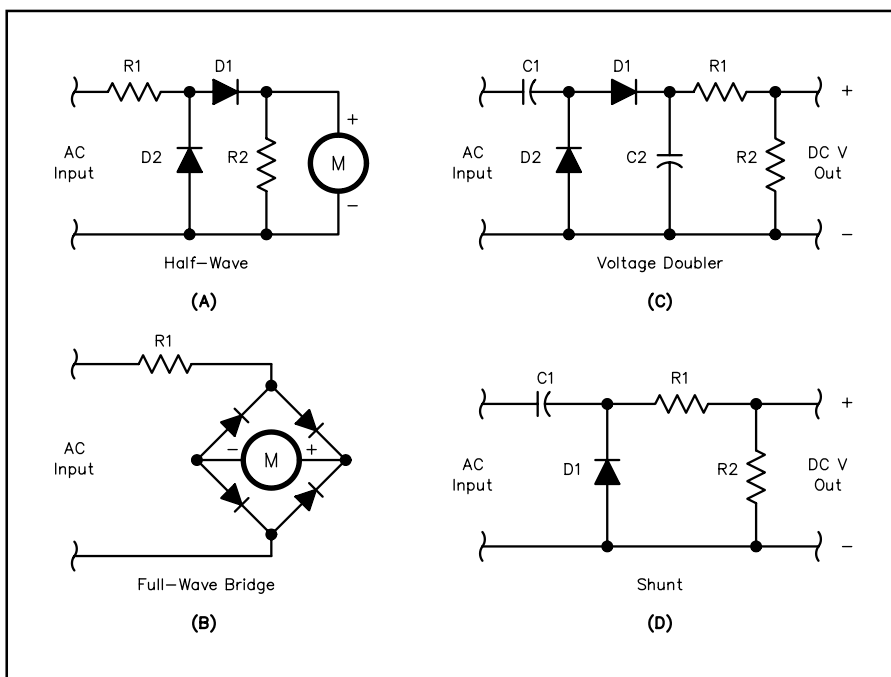 R1
D1
D2
R2
+
M
−
AC
Input
Half−Wave
(A)
C1
D1
R1
+
D2
C2
R2
AC
Input
DC V
Out
−
Voltage Doubler
(C)
R1
AC
Input
−
M
+
Full−Wave Bridge
(B)
C1
R1
+
D1
R2
AC
Input
DC V
Out
−
Shunt
(D)